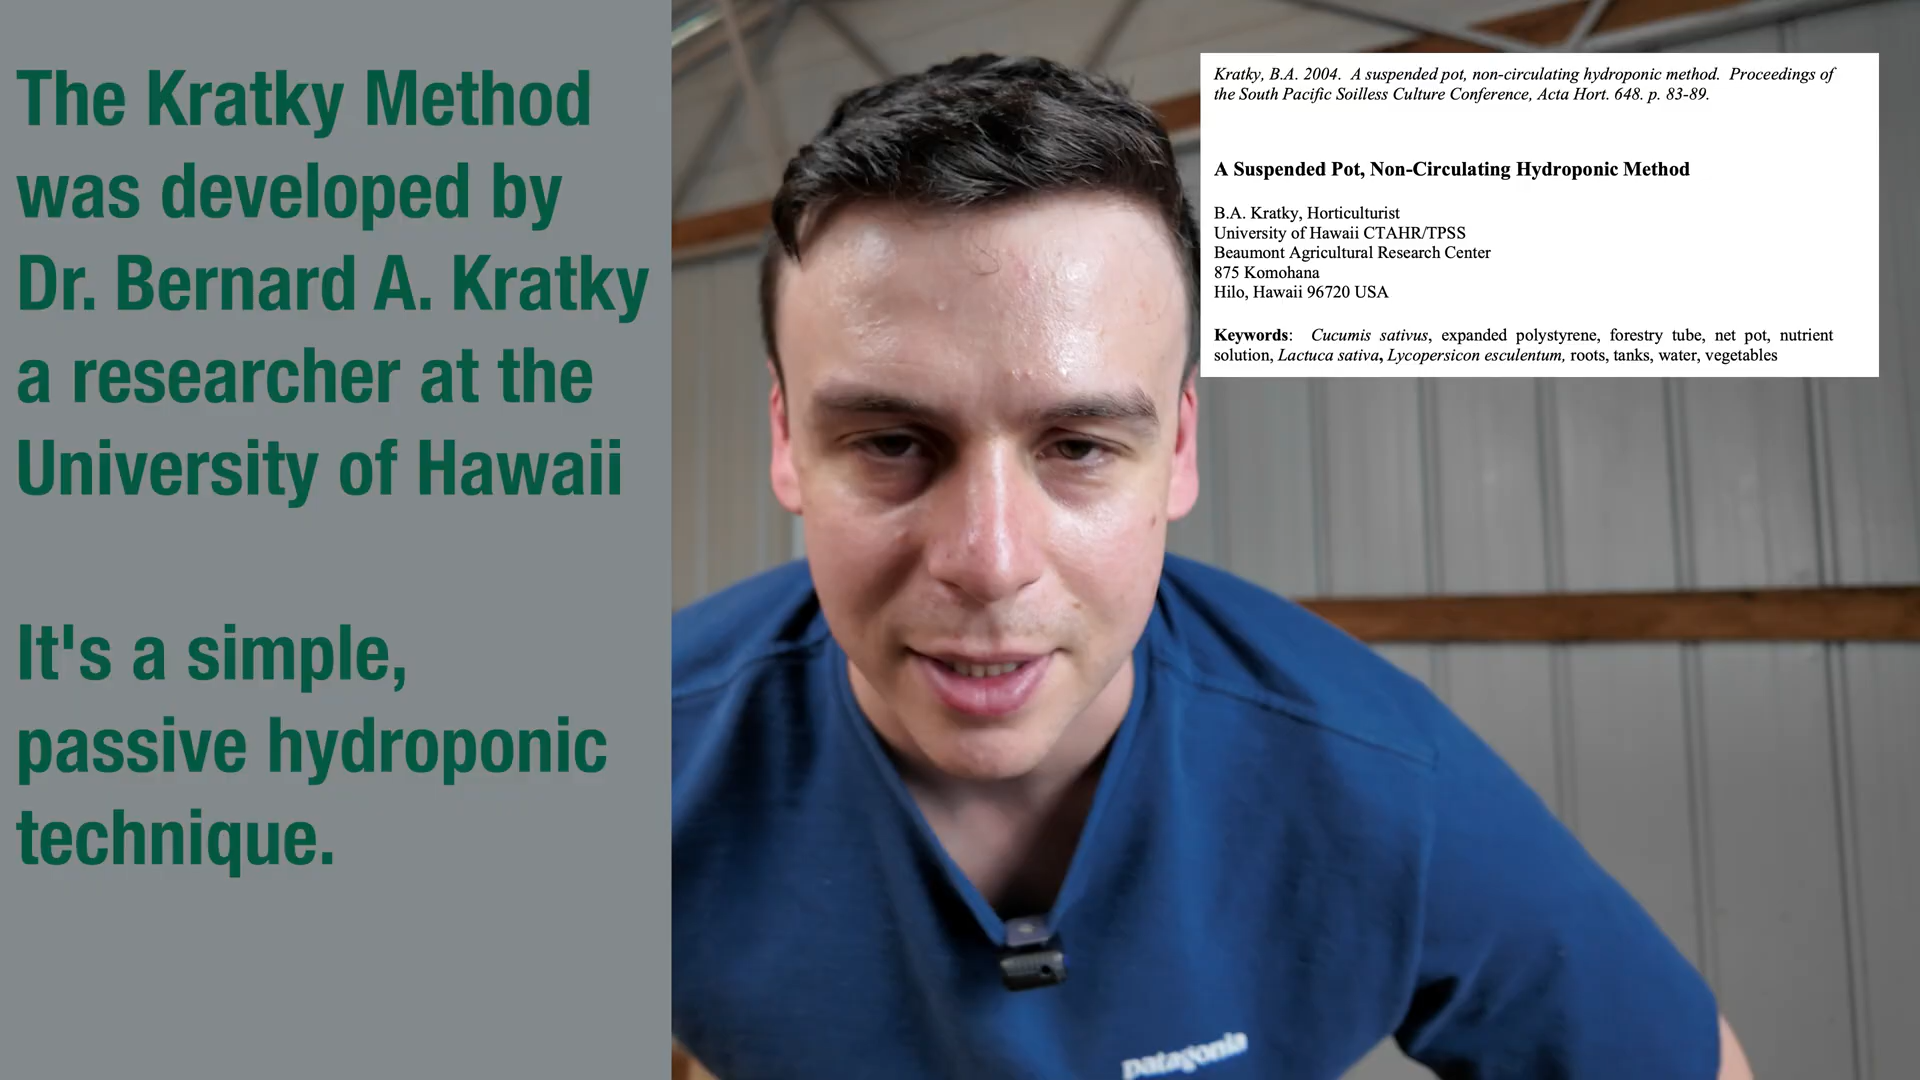 The Kratky Method
was developed by
Dr. Bernard A. Kratky
a researcher at the
University of Hawaii
It's a simple,
passive hydroponic
technique.
Kratky, B.A. 2004. A suspended pot, non-circulating hydroponic method. Proceedings of
the South Pacific Soilless Culture Conference, Acta Hort. 648. p. 83-89.
A Suspended Pot, Non-Circulating Hydroponic Method
B.A. Kratky, Horticulturist
University of Hawaii CTAHR/TPSS
Beaumont Agricultural Research Center
875 Komohana
Hilo, Hawaii 96720 USA
Keywords: Cucumis sativus, expanded polystyrene, forestry tube, net pot, nutrient
solution, Lactuca sativa, Lycopersicon esculentum, roots, tanks, water, vegetables
patagonia